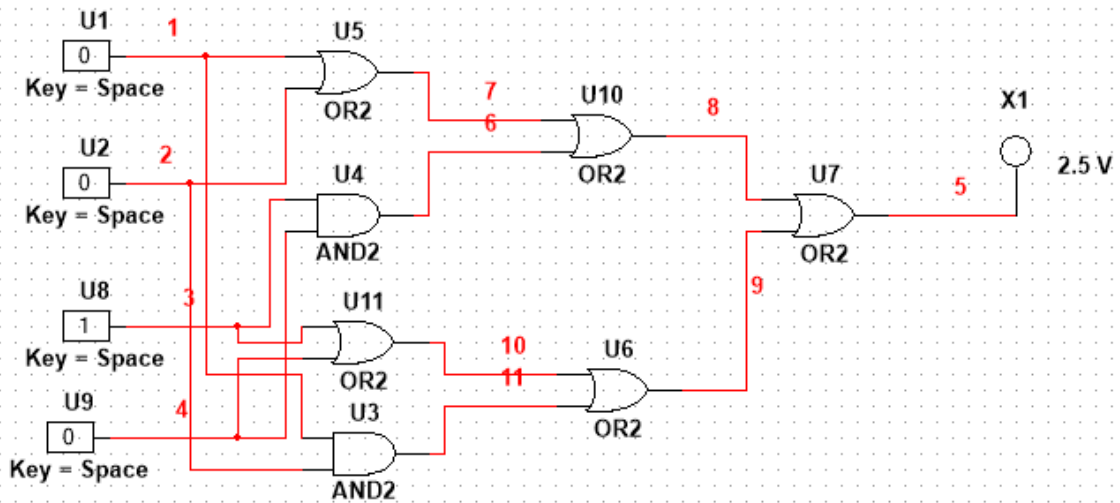 U1
1
0
Key = Space
U5
OR2
7
6
U10
OR2
8
X1
2.5 V
U2
2
0
Key = Space
U4
AND2
U7
OR2
5
U8
3
1
Key = Space
U11
OR2
10
11
U6
OR2
9
U9
4
0
Key = Space
U3
AND2